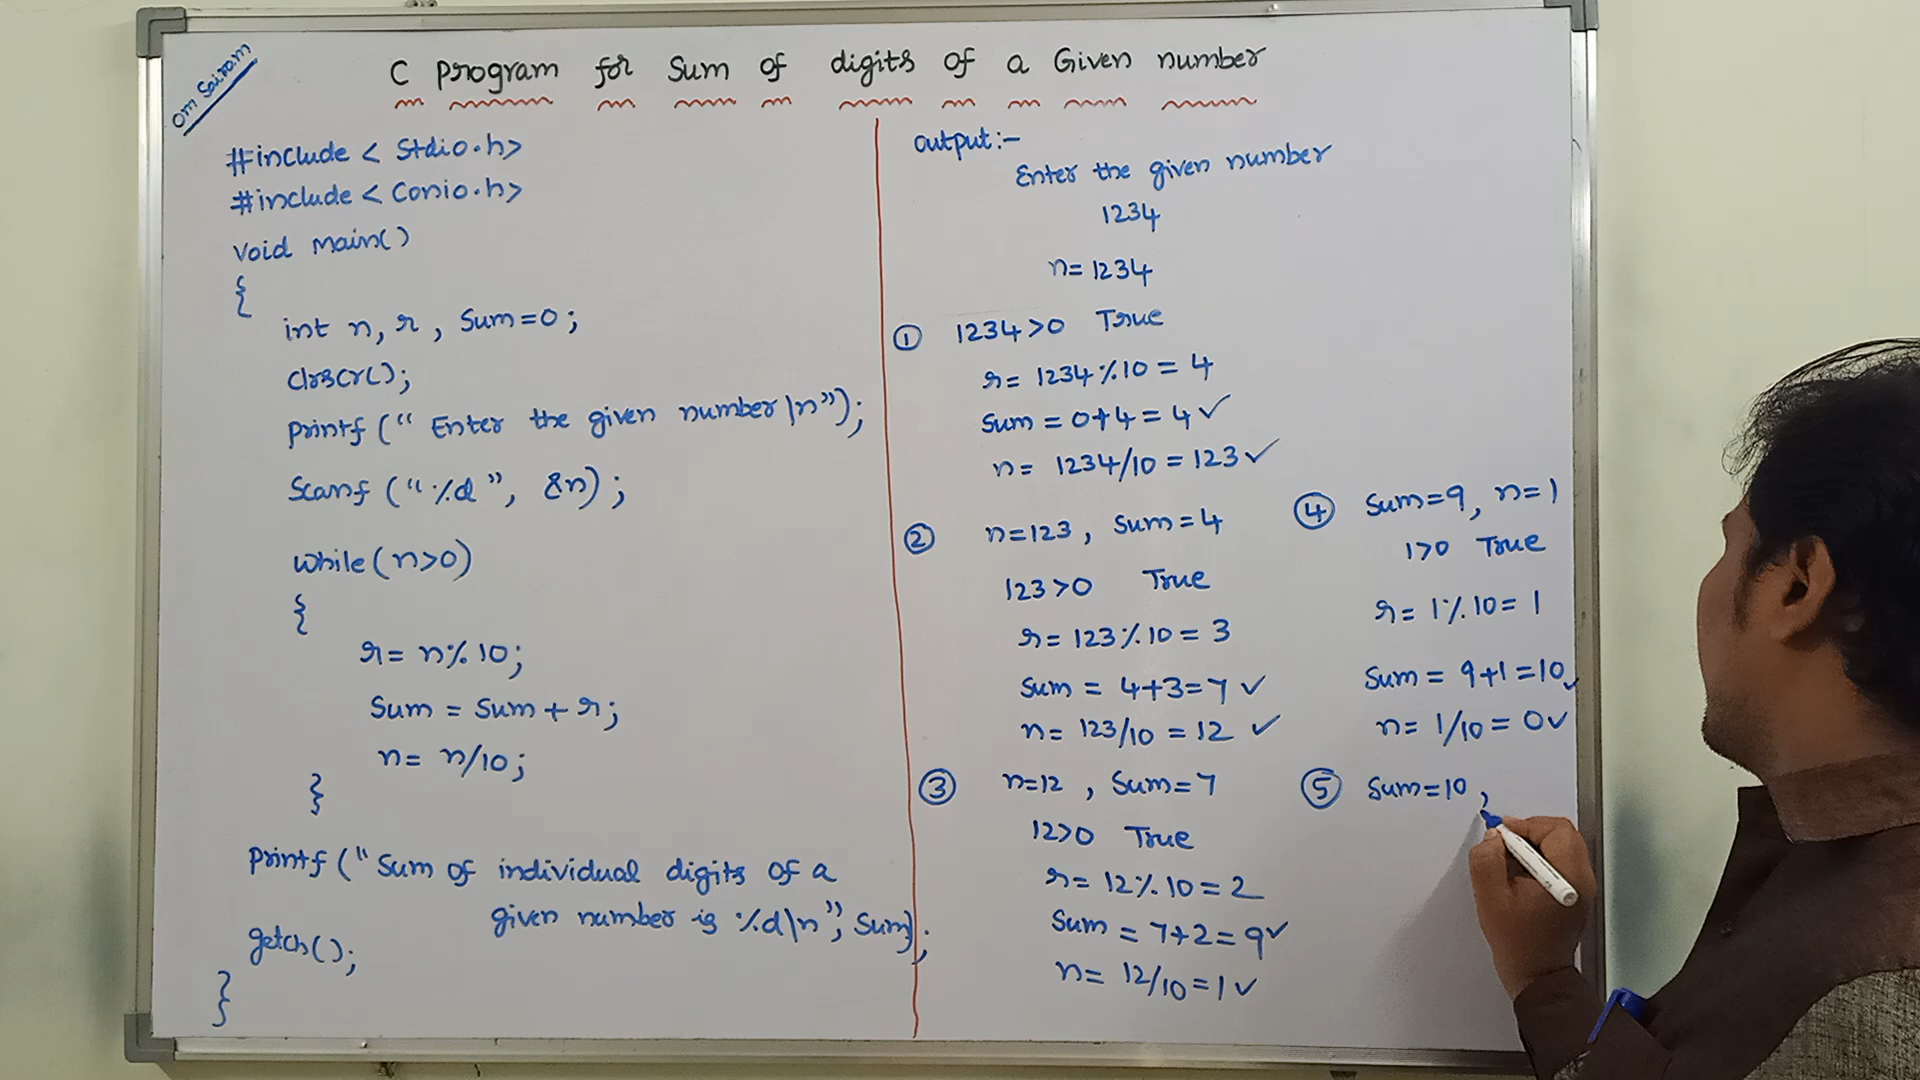 Om Sairam
C program for Sum of digits of a Given number
#include < Stdio.h>
#include < Conio.h>
Void main()
{
int n, r, Sum=0;
Clrscr();
printf (" Enter the given number \n");
Scanf ("%d", &n);
while (n>0)
{
r= n% 10;
Sum = Sum + r;
n= n/10;
}
printf ("Sum of individual digits of a
given number is %d\n", Sum);
getch();
}
output:-
Enter the given number
1234
n= 1234
① 1234>0 True
r= 1234%10 = 4
Sum = 0+4 = 4 ✓
n= 1234/10 = 123 ✓
② n=123, Sum=4
123>0 True
r= 123%10 = 3
Sum = 4+3=7 ✓
n= 123/10 = 12 ✓
③ n=12, Sum=7
12>0 True
r= 12%10 = 2
Sum = 7+2=9 ✓
n= 12/10 = 1 ✓
④ Sum=9, n=1
1>0 True
r= 1%10= 1
Sum= 9+1=10 ✓
n= 1/10= 0 ✓
⑤ Sum=10,